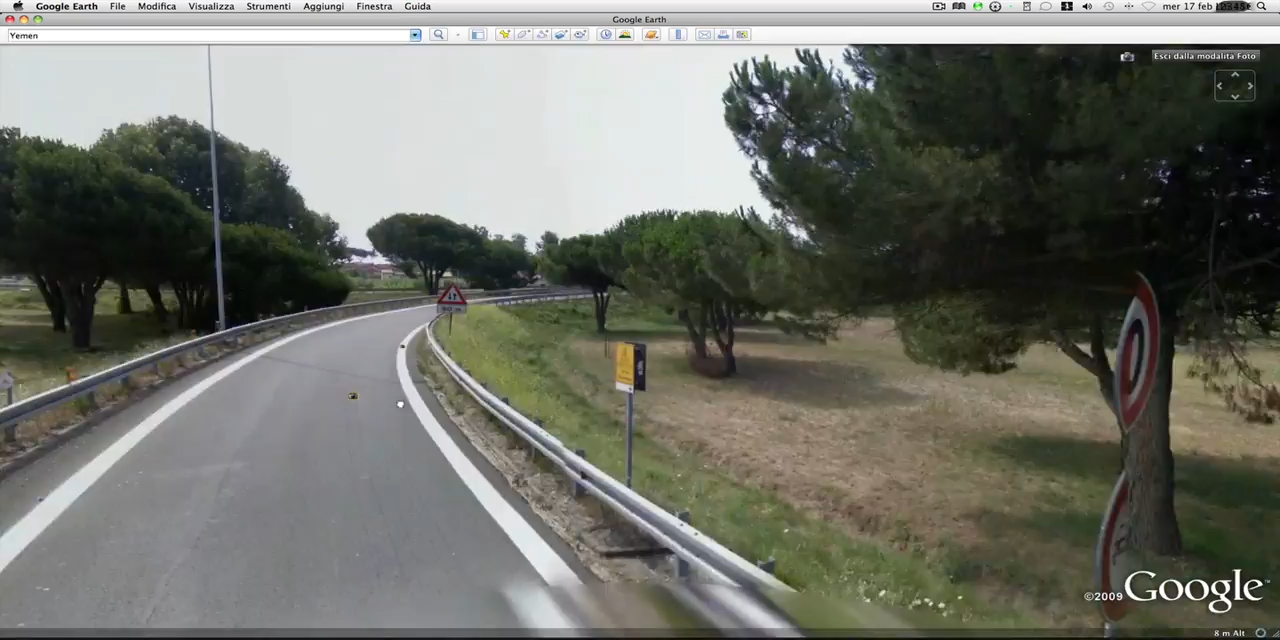 Google Earth File Modifica Visualizza Strumenti Aggiungi Finestra Guida mer 17 feb
Google Earth
Yemen
Esci dalla modalità Foto
©2009 Google
8 m Alt